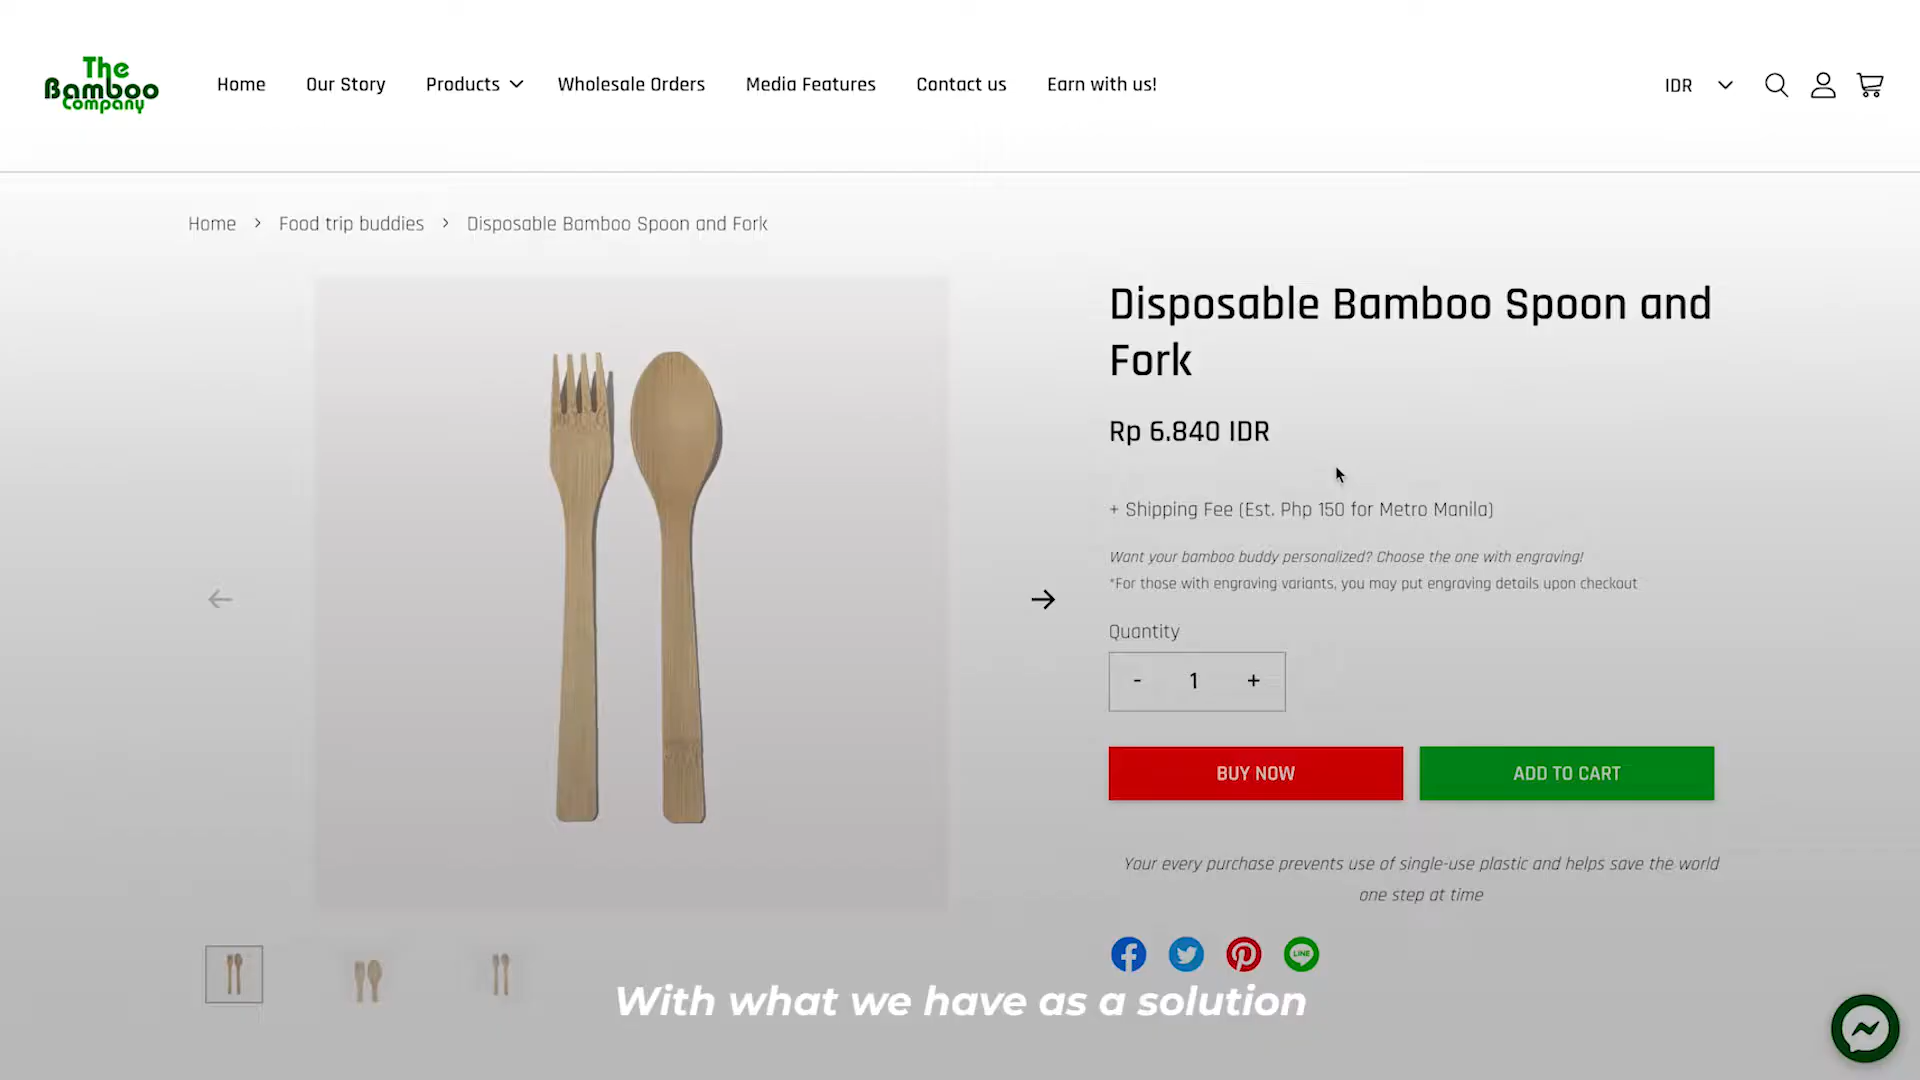 The
Bamboo
Company
Home
Our Story
Products
Wholesale Orders
Media Features
Contact us
Earn with us!
IDR
Home > Food trip buddies > Disposable Bamboo Spoon and Fork
Disposable Bamboo Spoon and
Fork
Rp 6.840 IDR
+ Shipping Fee (Est. Php 150 for Metro Manila)
Want your bamboo buddy personalized? Choose the one with engraving!
*For those with engraving variants, you may put engraving details upon checkout
Quantity
- 1 +
BUY NOW
ADD TO CART
Your every purchase prevents use of single-use plastic and helps save the world
one step at time
LINE
With what we have as a solution